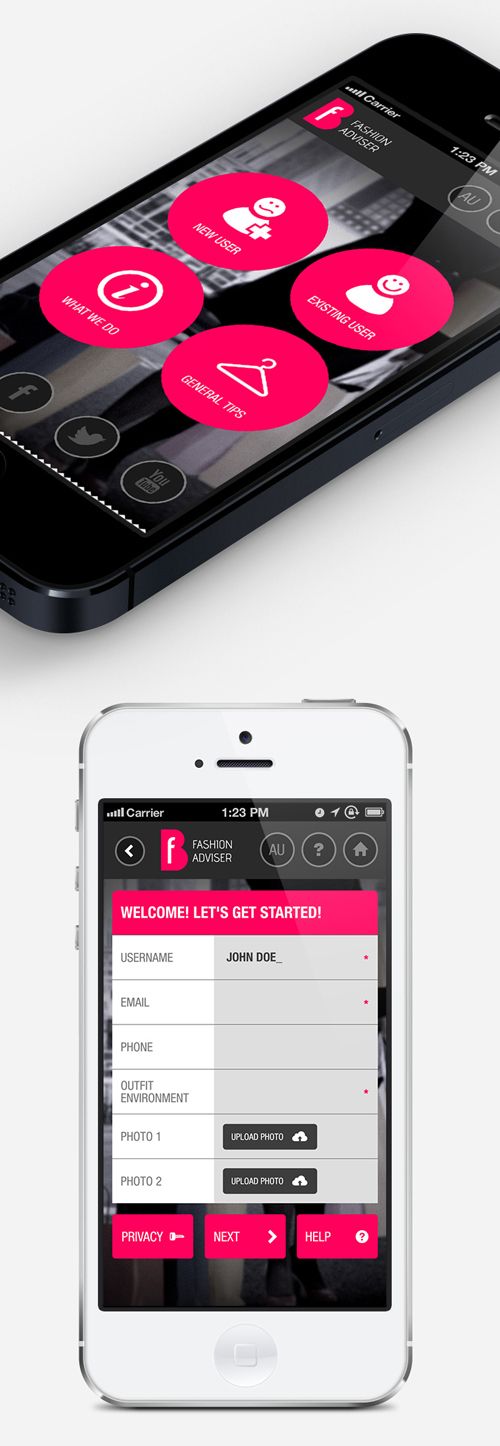 Carrier
1:23 PM
fB
FASHION
ADVISER
AU
NEW USER
EXISTING USER
i
WHAT WE DO
GENERAL TIPS
f
You
Tube
Carrier
1:23 PM
fB
FASHION
ADVISER
AU
?
WELCOME! LET'S GET STARTED!
USERNAME
JOHN DOE_
*
EMAIL
*
PHONE
OUTFIT
ENVIRONMENT
*
PHOTO 1
UPLOAD PHOTO
PHOTO 2
UPLOAD PHOTO
PRIVACY
NEXT
HELP
?